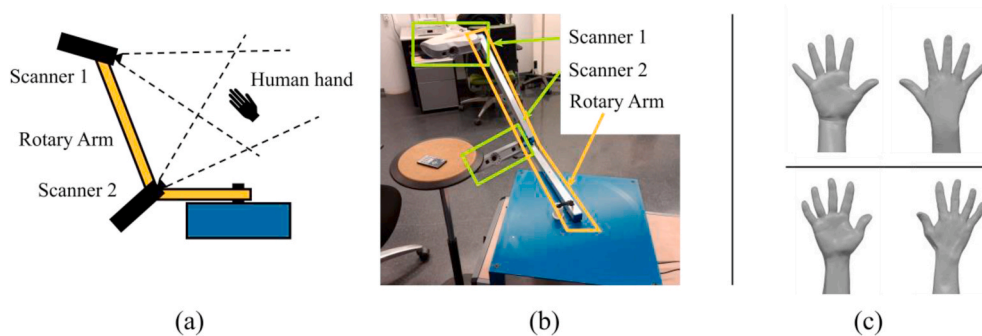 Scanner 1
Human hand
Rotary Arm
Scanner 2
Scanner 1
Scanner 2
Rotary Arm
(a)
(b)
(c)